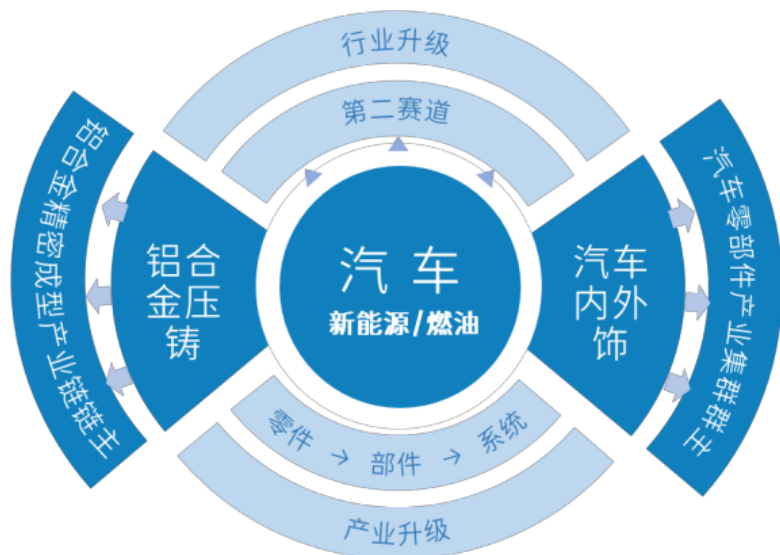 行业升级
第二赛道
铝合金精密成型产业链链主
铝合
金压
铸
汽车
新能源/燃油
汽车
内外
饰
汽车零部件产业集群群主
零件 → 部件 → 系统
产业升级